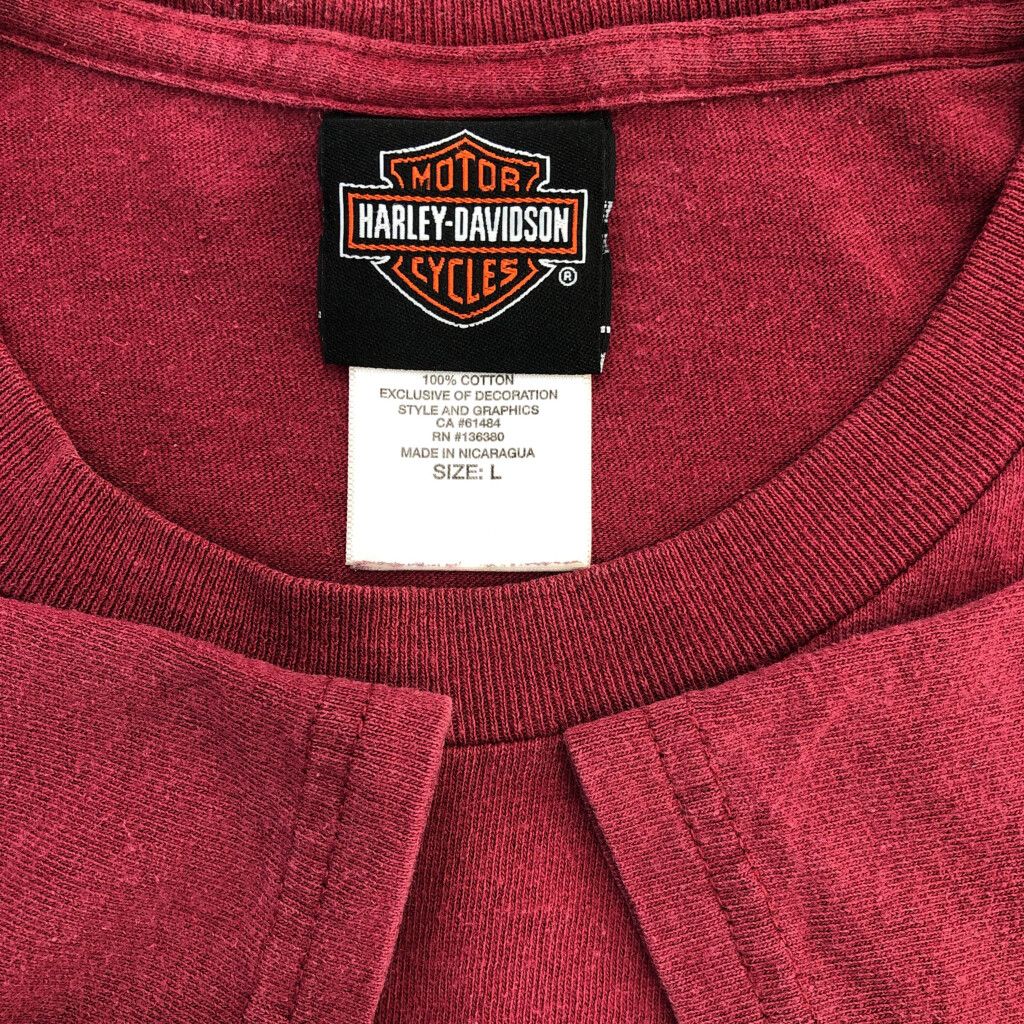 MOTOR
HARLEY-DAVIDSON
CYCLES
®
100% COTTON
EXCLUSIVE OF DECORATION
STYLE AND GRAPHICS
CA #61484
RN #136380
MADE IN NICARAGUA
SIZE: L